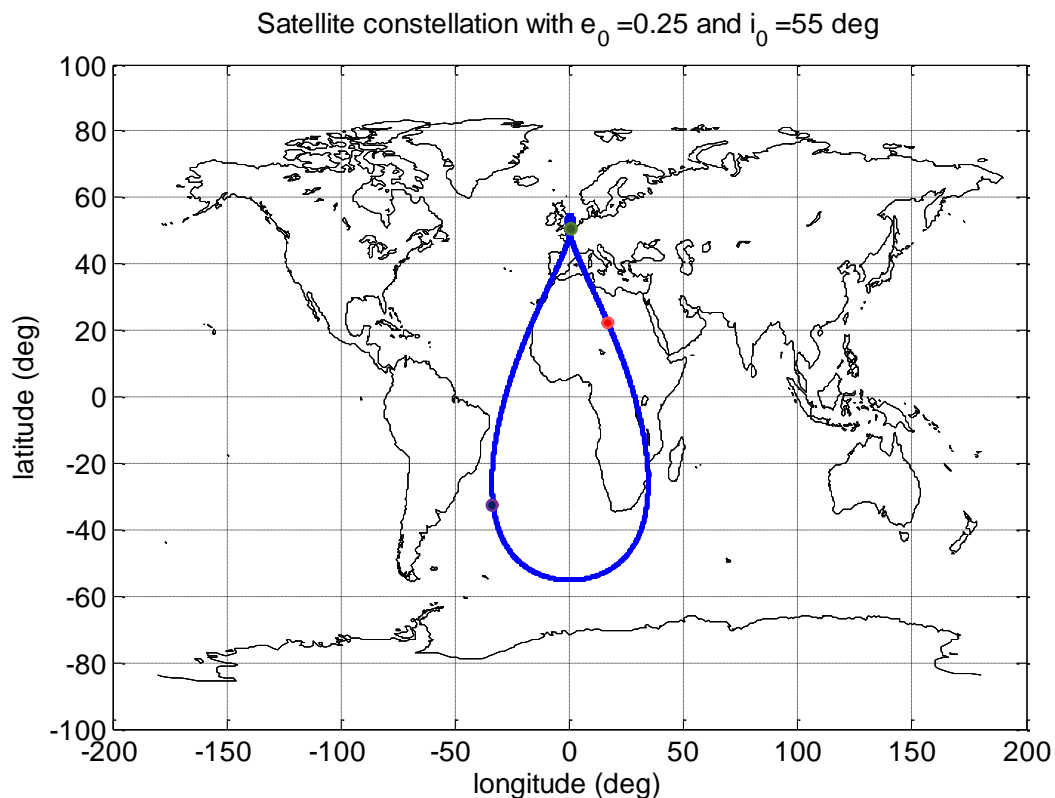 Satellite constellation with e0 =0.25 and i0 =55 deg
100
80
60
40
20
0
-20
-40
-60
-80
-100
latitude (deg)
-200 -150 -100 -50 0 50 100 150 200
longitude (deg)